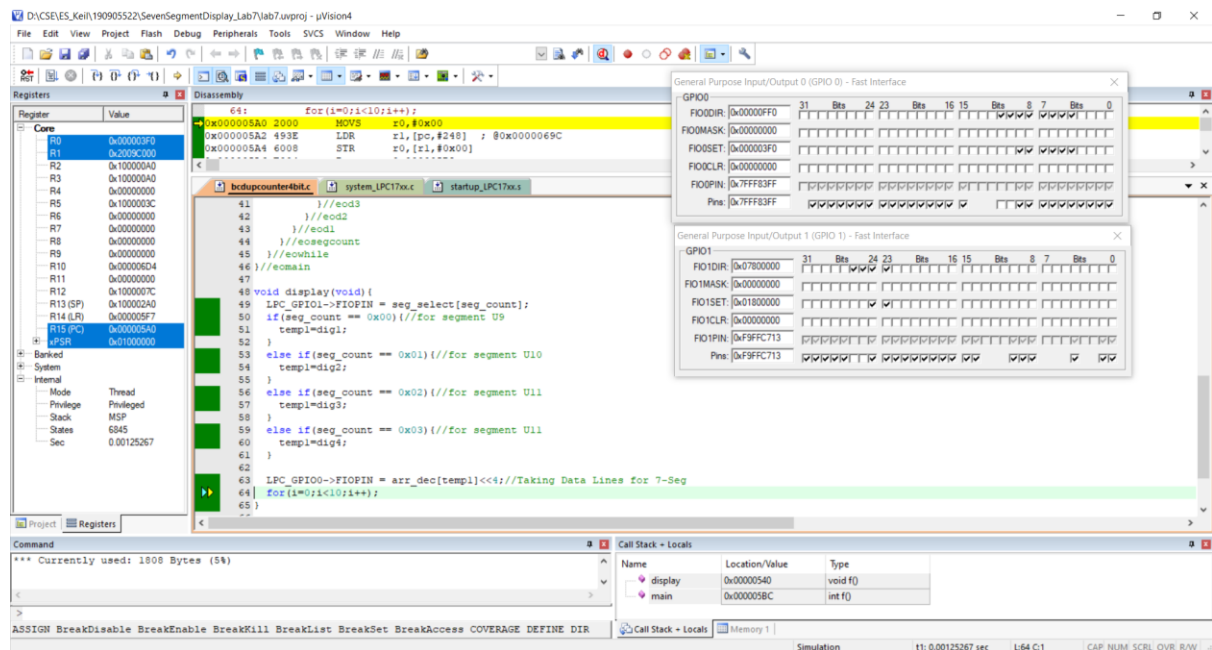 D:\CSE\ES_Keil\190905522\SevenSegmentDisplay_Lab7\lab7.uvproj - µVision4
File Edit View Project Flash Debug Peripherals Tools SVCS Window Help
Registers
Register Value
Core
R0 0x000003F0
R1 0x2009C000
R2 0x100000A0
R3 0x100000A0
R4 0x00000000
R5 0x1000003C
R6 0x00000000
R7 0x00000000
R8 0x00000000
R9 0x00000000
R10 0x000006D4
R11 0x00000000
R12 0x1000007C
R13 (SP) 0x100002A0
R14 (LR) 0x000005F7
R15 (PC) 0x000005A0
xPSR 0x01000000
Banked
System
Internal
Mode Thread
Privilege Privileged
Stack MSP
States 6845
Sec 0.00125267
Project Registers
Disassembly
64: for(i=0;i<10;i++);
0x000005A0 2000 MOVS r0,#0x00
0x000005A2 493E LDR r1,[pc,#248] ; @0x0000069C
0x000005A4 6008 STR r0,[r1,#0x00]
bcdupcounter4bit.c system_LPC17xx.c startup_LPC17xx.s
41 }//eod3
42 }//eod2
43 }//eod1
44 }//eosegcount
45 }//eowhile
46 }//eomain
47
48 void display(void){
49 LPC_GPIO1->FIOPIN = seg_select[seg_count];
50 if(seg_count == 0x00){//for segment U9
51 temp1=dig1;
52 }
53 else if(seg_count == 0x01){//for segment U10
54 temp1=dig2;
55 }
56 else if(seg_count == 0x02){//for segment U11
57 temp1=dig3;
58 }
59 else if(seg_count == 0x03){//for segment U11
60 temp1=dig4;
61 }
62
63 LPC_GPIO0->FIOPIN = arr_dec[temp1]<<4;//Taking Data Lines for 7-Seg
64 for(i=0;i<10;i++);
65 }
General Purpose Input/Output 0 (GPIO 0) - Fast Interface
GPIO0
31 Bits 24 23 Bits 16 15 Bits 8 7 Bits 0
FIO0DIR: 0x00000FF0
FIO0MASK: 0x00000000
FIO0SET: 0x000003F0
FIO0CLR: 0x00000000
FIO0PIN: 0x7FFF83FF
Pins: 0x7FFF83FF
General Purpose Input/Output 1 (GPIO 1) - Fast Interface
GPIO1
31 Bits 24 23 Bits 16 15 Bits 8 7 Bits 0
FIO1DIR: 0x07800000
FIO1MASK: 0x00000000
FIO1SET: 0x01800000
FIO1CLR: 0x00000000
FIO1PIN: 0xF9FFC713
Pins: 0xF9FFC713
Command
*** Currently used: 1808 Bytes (5%)
>
ASSIGN BreakDisable BreakEnable BreakKill BreakList BreakSet BreakAccess COVERAGE DEFINE DIR
Call Stack + Locals
Name Location/Value Type
display 0x00000540 void f()
main 0x000005BC int f()
Call Stack + Locals Memory 1
Simulation t1: 0.00125267 sec L:64 C:1 CAP NUM SCRL OVR R/W